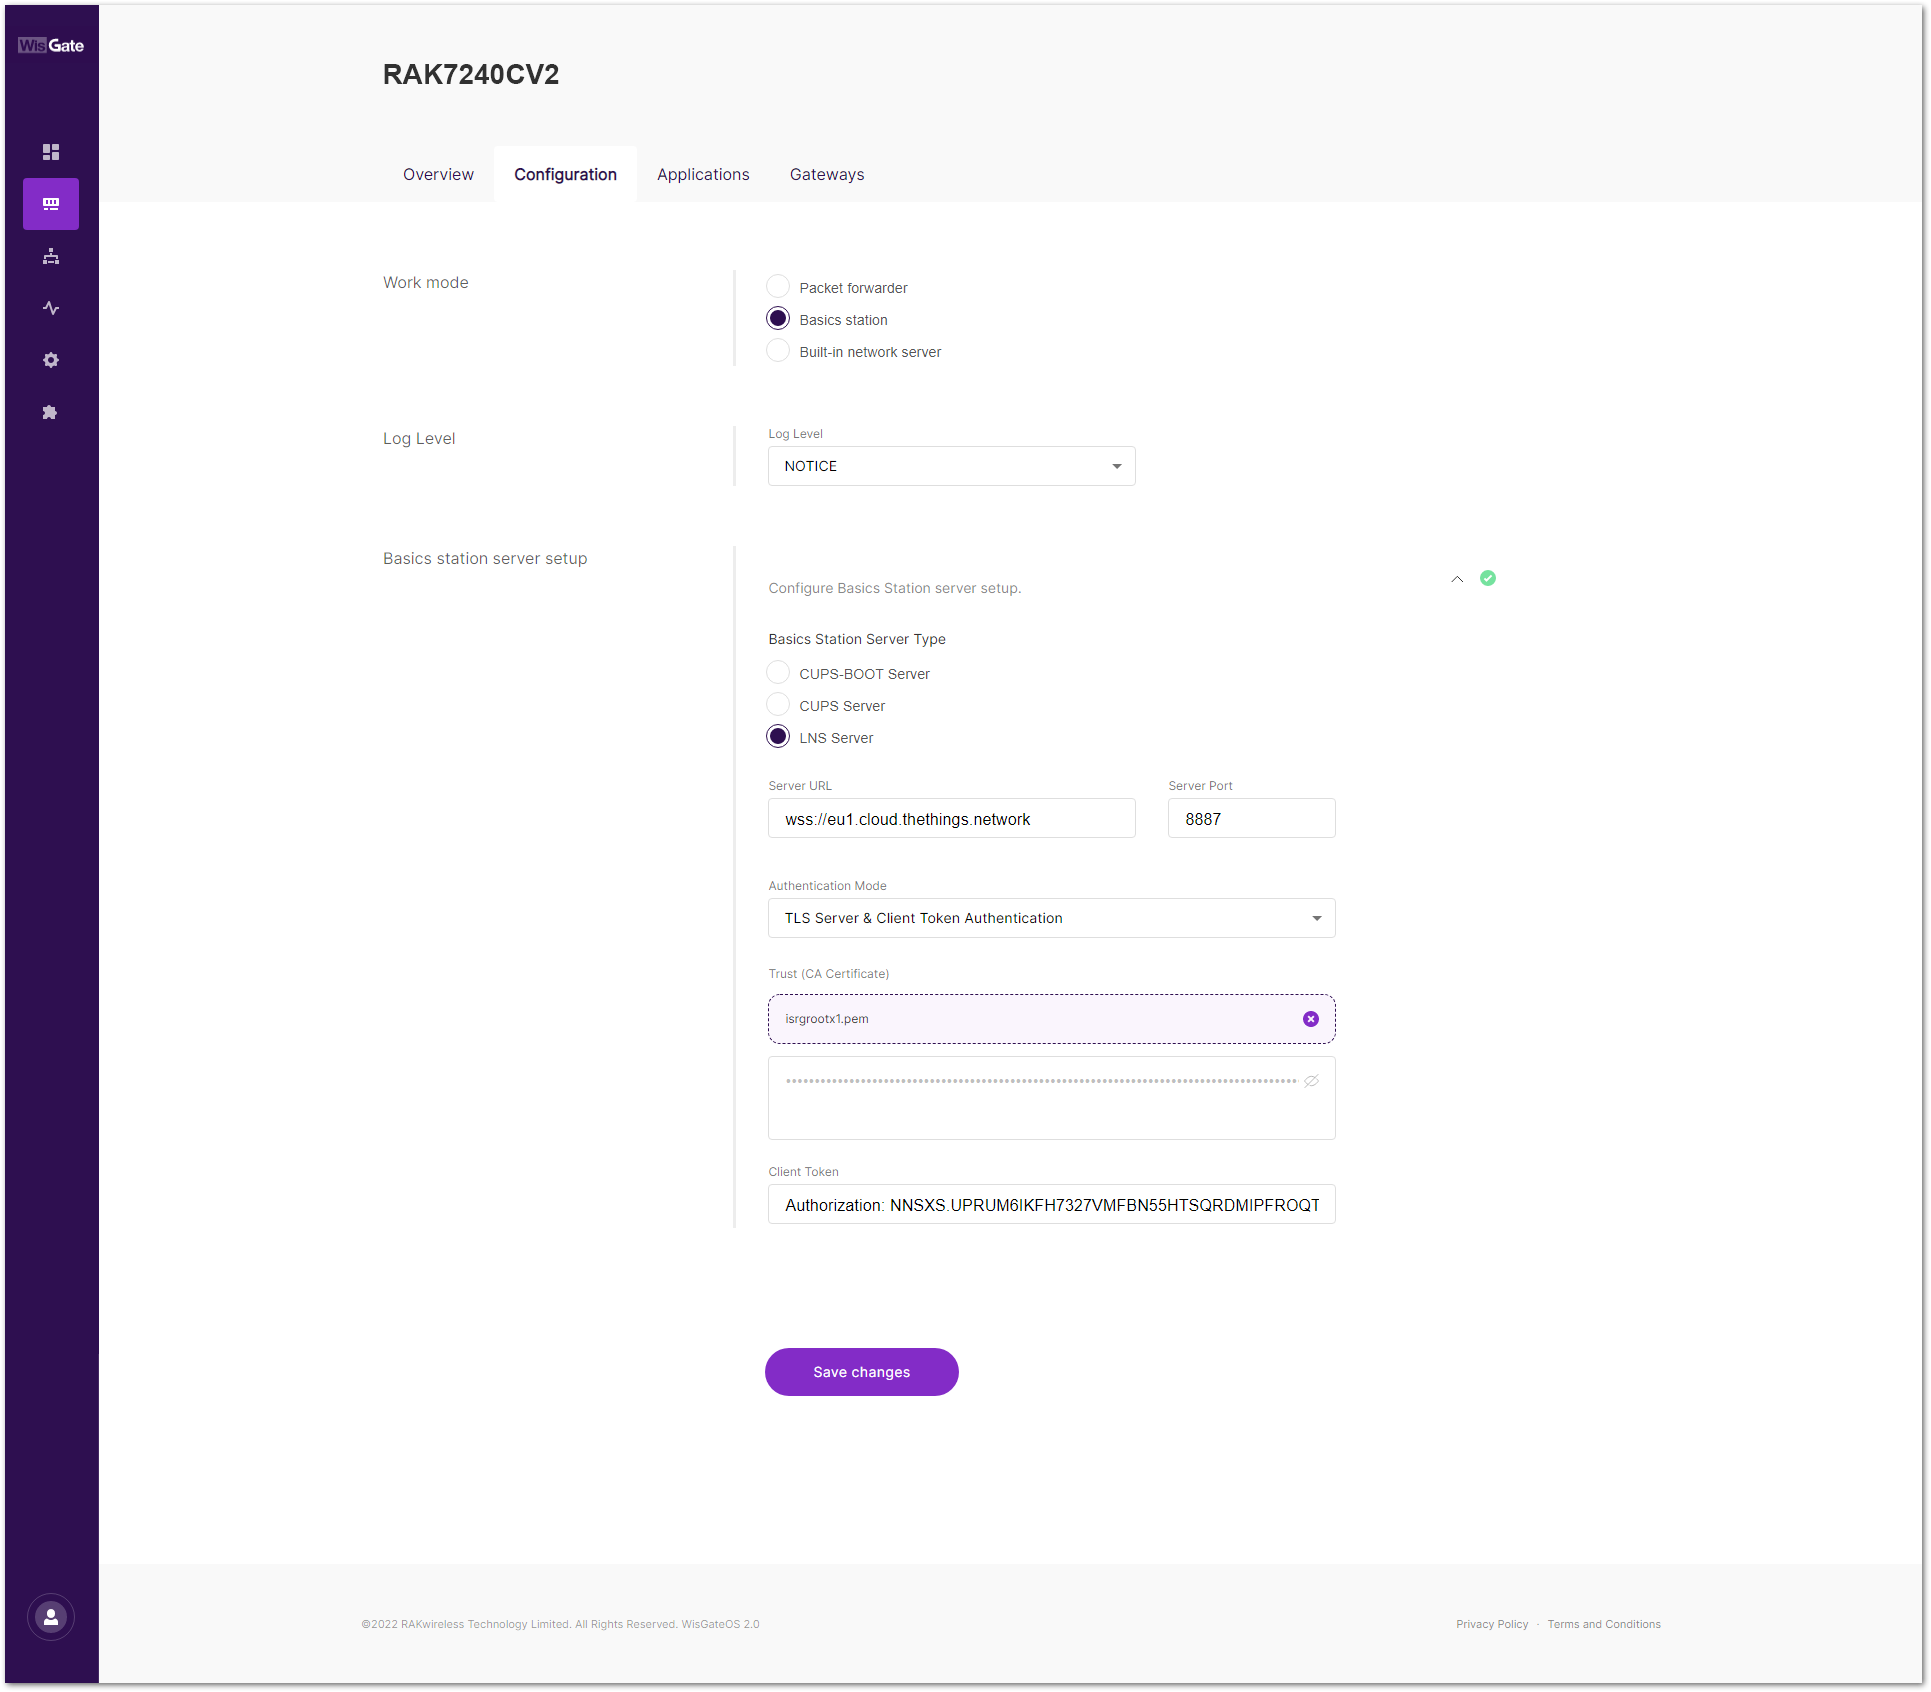 WisGate
RAK7240CV2
Overview
Configuration
Applications
Gateways
Work mode
Packet forwarder
Basics station
Built-in network server
Log Level
Log Level
NOTICE
Basics station server setup
Configure Basics Station server setup.
Basics Station Server Type
CUPS-BOOT Server
CUPS Server
LNS Server
Server URL
Server Port
wss://eu1.cloud.thethings.network
8887
Authentication Mode
TLS Server & Client Token Authentication
Trust (CA Certificate)
isrgrootx1.pem
Client Token
Authorization: NNSXS.UPRUM6IKFH7327VMFBN55HTSQRDMIPFROQT
Save changes
©2022 RAKwireless Technology Limited. All Rights Reserved. WisGateOS 2.0
Privacy Policy · Terms and Conditions